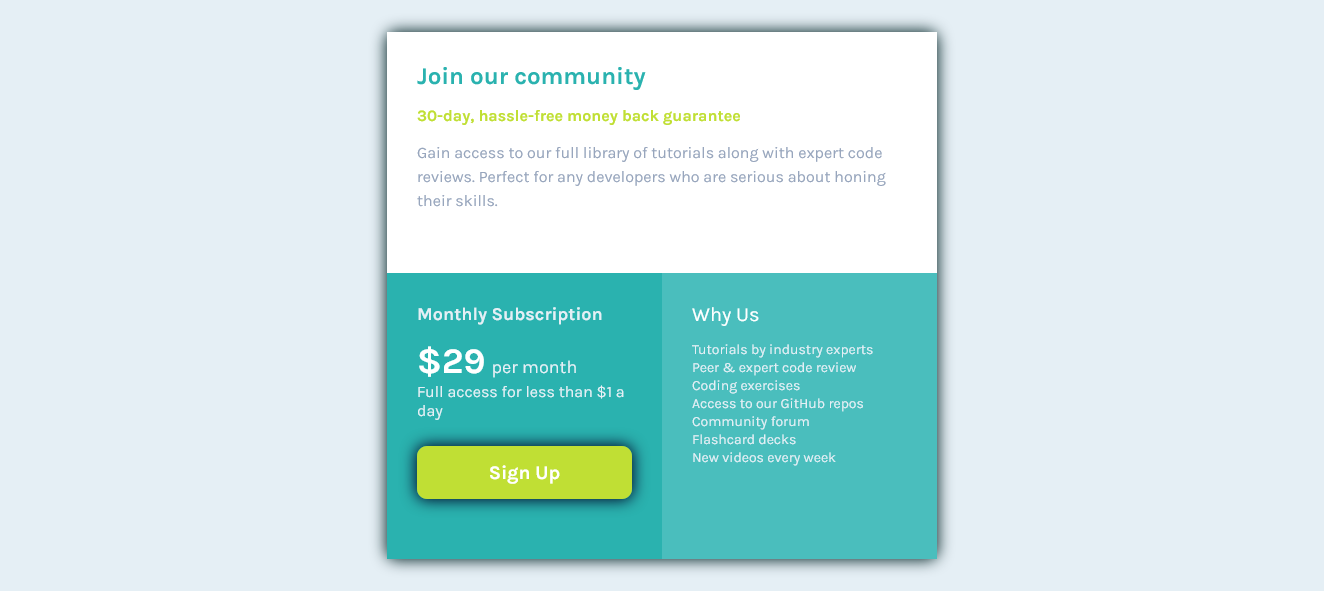 Join our community
30-day, hassle-free money back guarantee
Gain access to our full library of tutorials along with expert code
reviews. Perfect for any developers who are serious about honing
their skills.
Monthly Subscription
$29 per month
Full access for less than $1 a
day
Sign Up
Why Us
Tutorials by industry experts
Peer & expert code review
Coding exercises
Access to our GitHub repos
Community forum
Flashcard decks
New videos every week